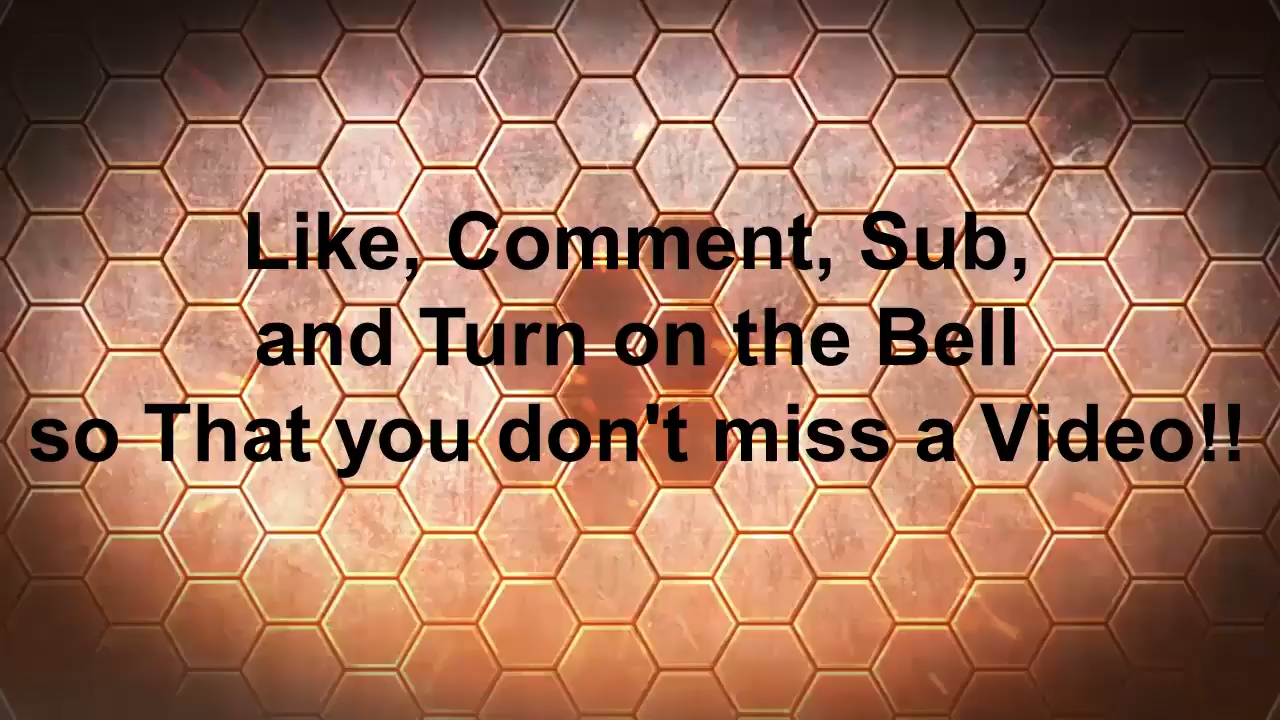 Like, Comment, Sub,
and Turn on the Bell
so That you don't miss a Video!!